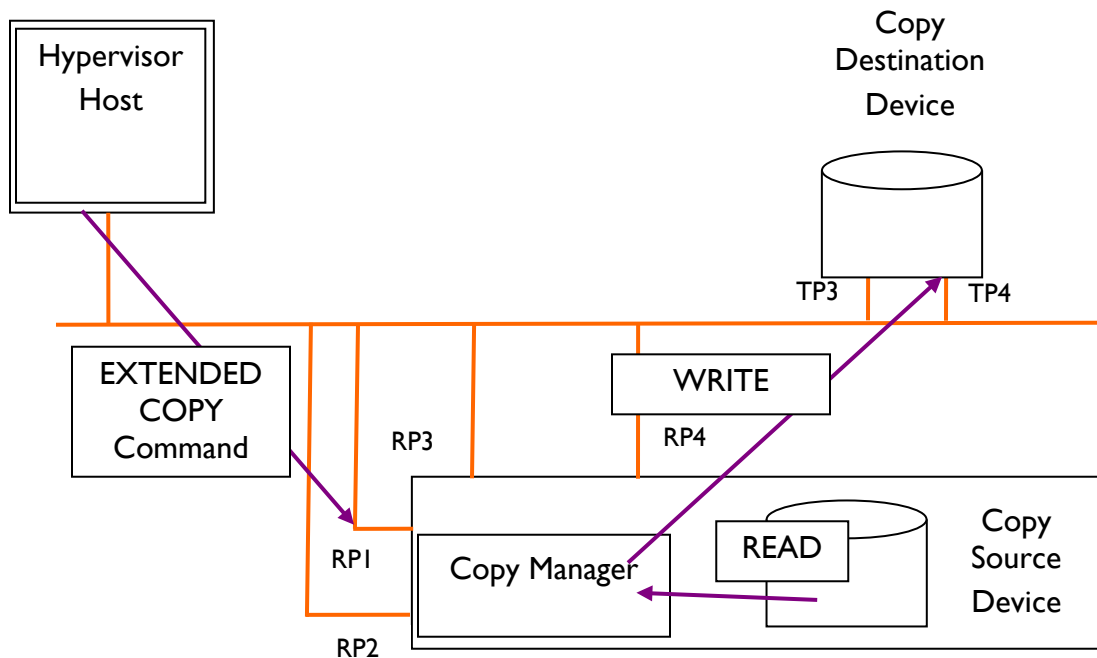 Hypervisor
Host
Copy
Destination
Device
TP3
TP4
EXTENDED
COPY
Command
WRITE
RP3
RP4
RP1
RP2
Copy Manager
READ
Copy
Source
Device